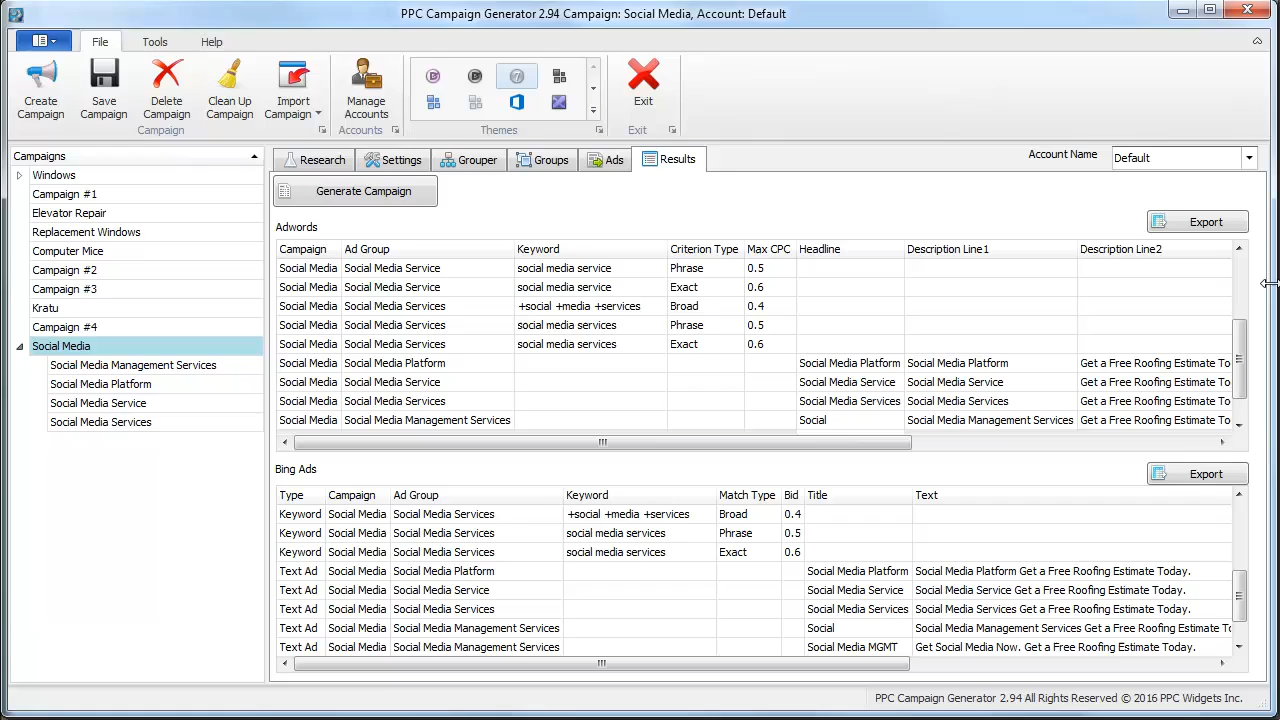 PPC Campaign Generator 2.94 Campaign: Social Media, Account: Default
File Tools Help
Create Campaign Save Campaign Delete Campaign Clean Up Campaign Import Campaign Manage Accounts Exit
Campaign Accounts Themes Exit
Campaigns
Windows
Campaign #1
Elevator Repair
Replacement Windows
Computer Mice
Campaign #2
Campaign #3
Kratu
Campaign #4
Social Media
Social Media Management Services
Social Media Platform
Social Media Service
Social Media Services
Research Settings Grouper Groups Ads Results Account Name Default
Generate Campaign
Adwords Export
Campaign Ad Group Keyword Criterion Type Max CPC Headline Description Line1 Description Line2
Social Media Social Media Service social media service Phrase 0.5
Social Media Social Media Service social media service Exact 0.6
Social Media Social Media Services +social +media +services Broad 0.4
Social Media Social Media Services social media services Phrase 0.5
Social Media Social Media Services social media services Exact 0.6
Social Media Social Media Platform Social Media Platform Social Media Platform Get a Free Roofing Estimate To
Social Media Social Media Service Social Media Service Social Media Service Get a Free Roofing Estimate To
Social Media Social Media Services Social Media Services Social Media Services Get a Free Roofing Estimate To
Social Media Social Media Management Services Social Social Media Management Services Get a Free Roofing Estimate To
Bing Ads Export
Type Campaign Ad Group Keyword Match Type Bid Title Text
Keyword Social Media Social Media Services +social +media +services Broad 0.4
Keyword Social Media Social Media Services social media services Phrase 0.5
Keyword Social Media Social Media Services social media services Exact 0.6
Text Ad Social Media Social Media Platform Social Media Platform Social Media Platform Get a Free Roofing Estimate Today.
Text Ad Social Media Social Media Service Social Media Service Social Media Service Get a Free Roofing Estimate Today.
Text Ad Social Media Social Media Services Social Media Services Social Media Services Get a Free Roofing Estimate Today.
Text Ad Social Media Social Media Management Services Social Social Media Management Services Get a Free Roofing Estimate To
Text Ad Social Media Social Media Management Services Social Media MGMT Get Social Media Now. Get a Free Roofing Estimate Today.
PPC Campaign Generator 2.94 All Rights Reserved © 2016 PPC Widgets Inc.